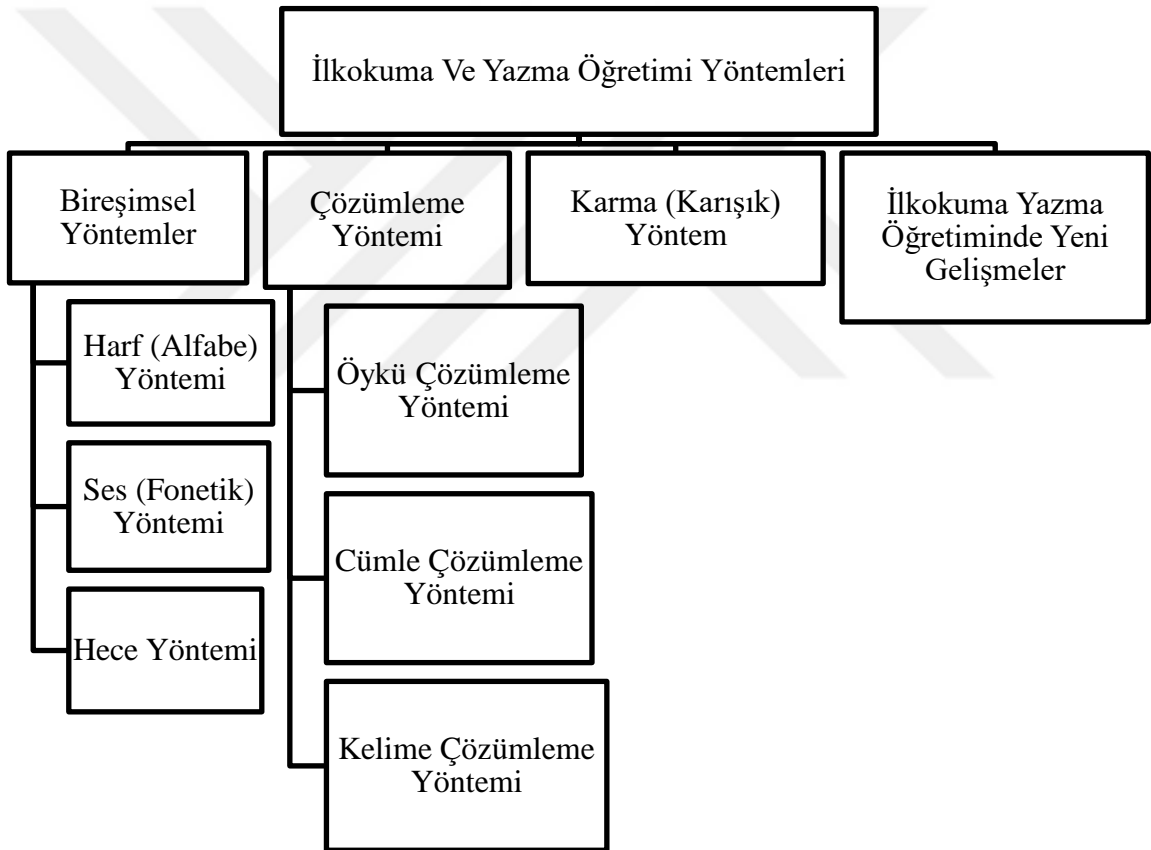 İlkokuma Ve Yazma Öğretimi Yöntemleri
Bireşimsel
Yöntemler
Harf (Alfabe)
Yöntemi
Ses (Fonetik)
Yöntemi
Hece Yöntemi
Çözümleme
Yöntemi
Öykü Çözümleme
Yöntemi
Cümle Çözümleme
Yöntemi
Kelime Çözümleme
Yöntemi
Karma (Karışık)
Yöntem
İlkokuma Yazma
Öğretiminde Yeni
Gelişmeler